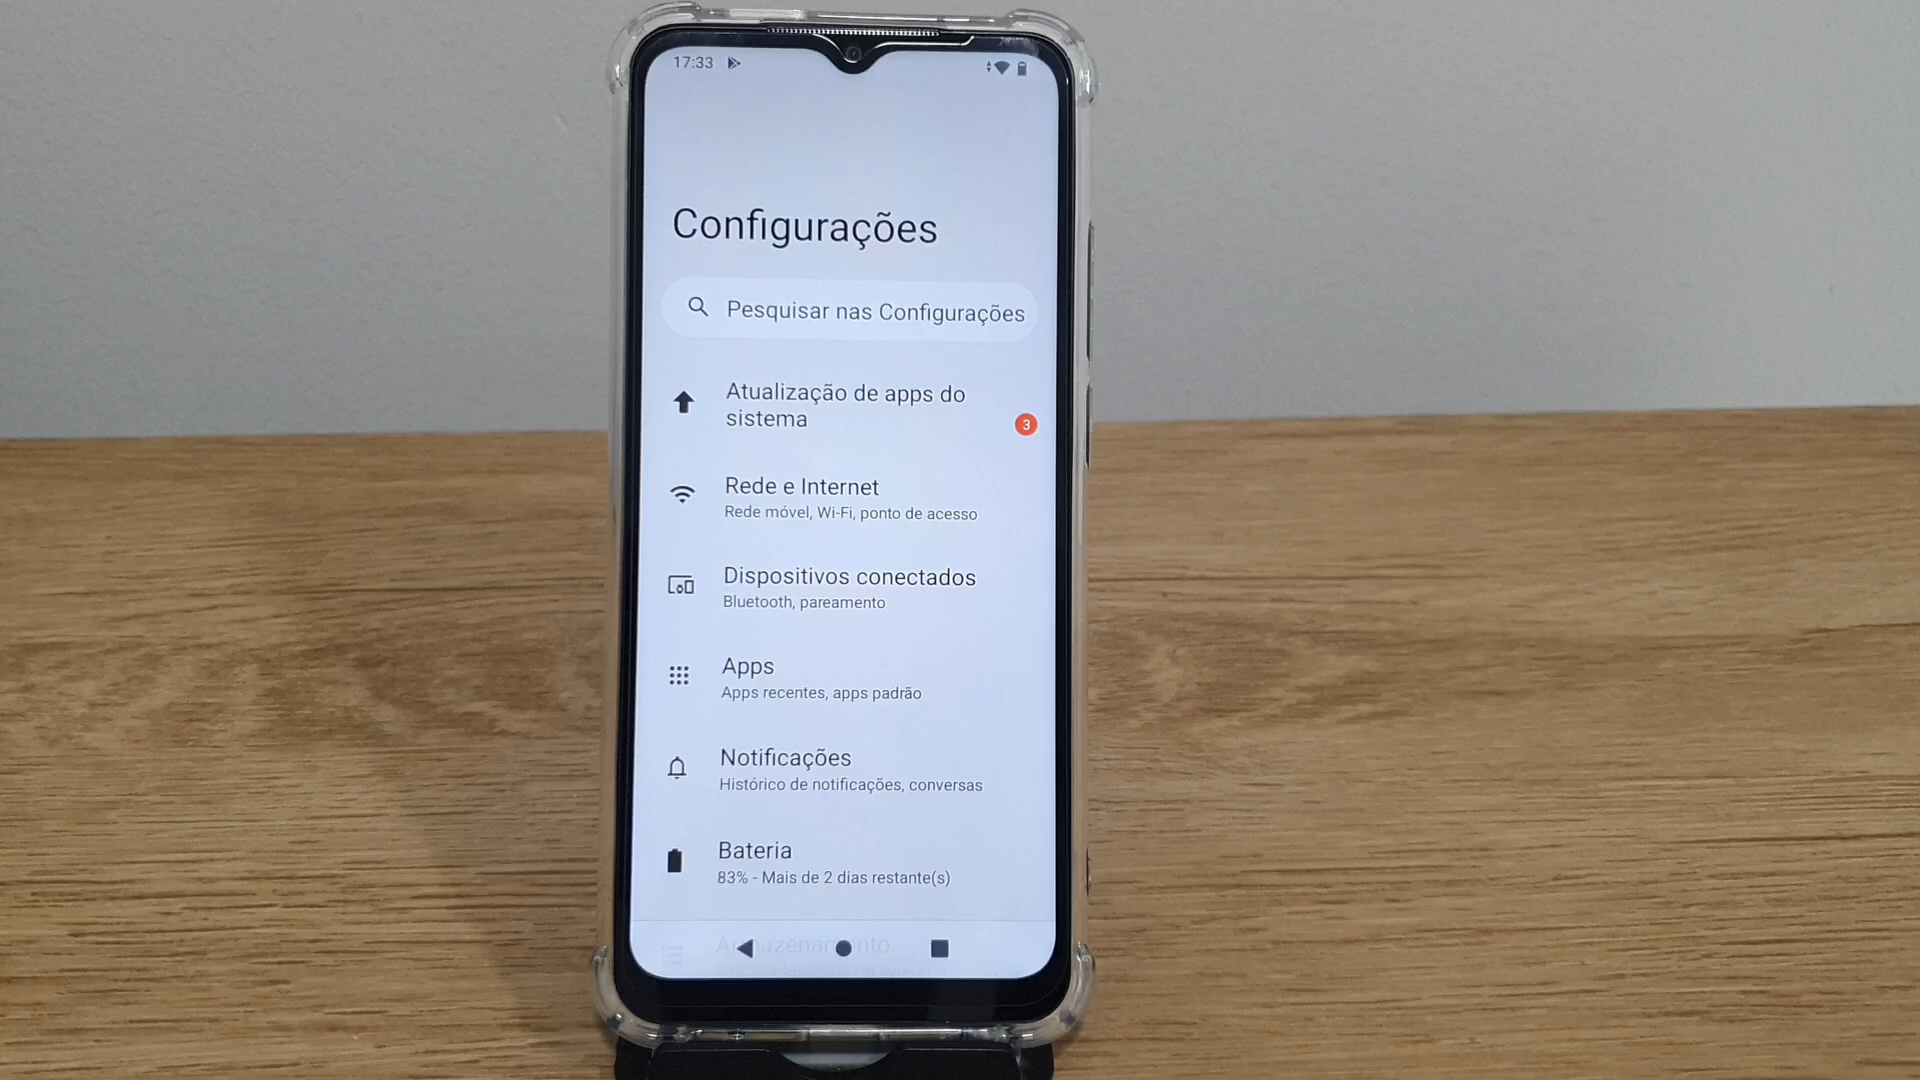 17:33
Configurações
Pesquisar nas Configurações
Atualização de apps do
sistema
3
Rede e Internet
Rede móvel, Wi-Fi, ponto de acesso
Dispositivos conectados
Bluetooth, pareamento
Apps
Apps recentes, apps padrão
Notificações
Histórico de notificações, conversas
Bateria
83% - Mais de 2 dias restante(s)
Armazenamento